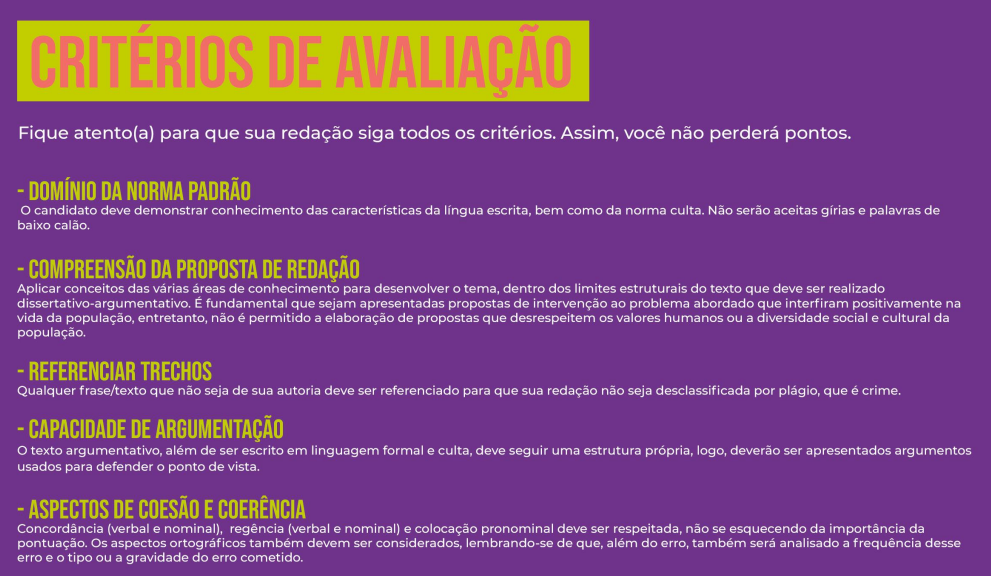 CRITÉRIOS DE AVALIAÇÃO
Fique atento(a) para que sua redação siga todos os critérios. Assim, você não perderá pontos.
- DOMÍNIO DA NORMA PADRÃO
O candidato deve demonstrar conhecimento das características da língua escrita, bem como da norma culta. Não serão aceitas gírias e palavras de
baixo calão.
- COMPREENSÃO DA PROPOSTA DE REDAÇÃO
Aplicar conceitos das várias áreas de conhecimento para desenvolver o tema, dentro dos limites estruturais do texto que deve ser realizado
dissertativo-argumentativo. É fundamental que sejam apresentadas propostas de intervenção ao problema abordado que interfiram positivamente na
vida da população, entretanto, não é permitido a elaboração de propostas que desrespeitem os valores humanos ou a diversidade social e cultural da
população.
- REFERENCIAR TRECHOS
Qualquer frase/texto que não seja de sua autoria deve ser referenciado para que sua redação não seja desclassificada por plágio, que é crime.
- CAPACIDADE DE ARGUMENTAÇÃO
O texto argumentativo, além de ser escrito em linguagem formal e culta, deve seguir uma estrutura própria, logo, deverão ser apresentados argumentos
usados para defender o ponto de vista.
- ASPECTOS DE COESÃO E COERÊNCIA
Concordância (verbal e nominal), regência (verbal e nominal) e colocação pronominal deve ser respeitada, não se esquecendo da importância da
pontuação. Os aspectos ortográficos também devem ser considerados, lembrando-se de que, além do erro, também será analisado a frequência desse
erro e o tipo ou a gravidade do erro cometido.